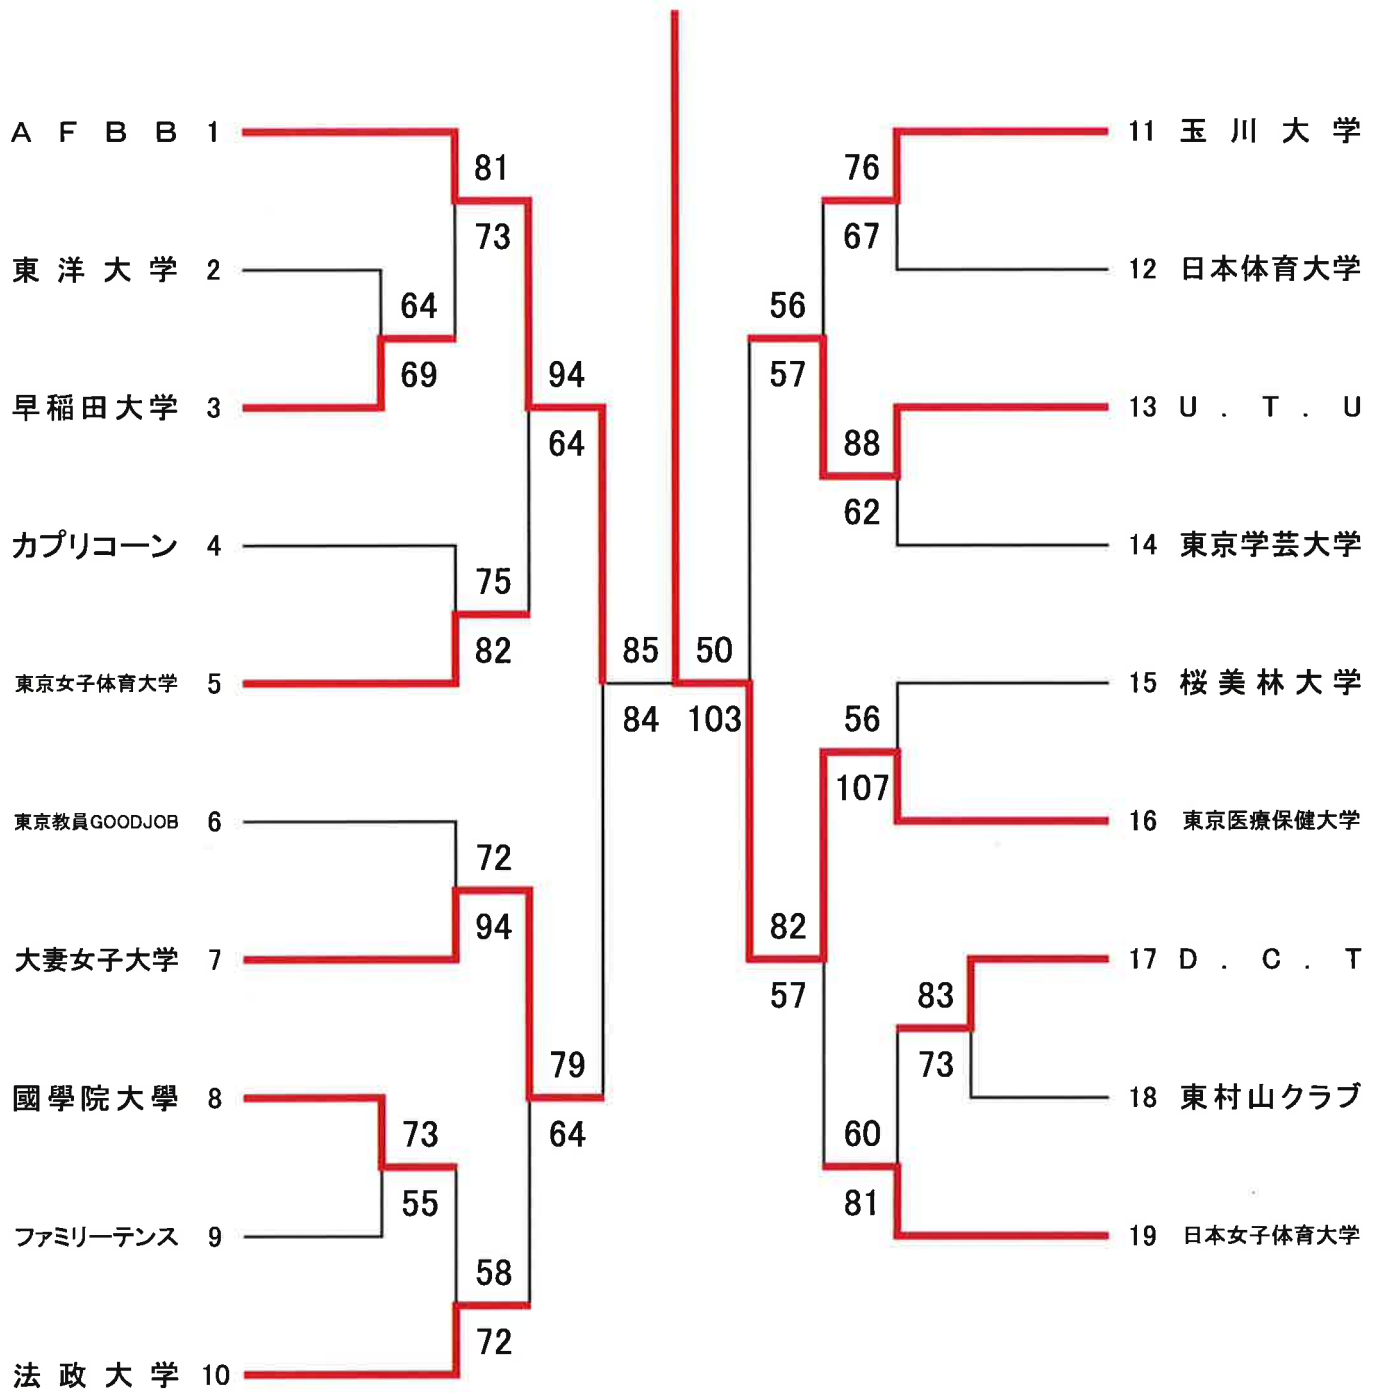 A F B B 1
81
73
東洋大学 2
64
69
早稲田大学 3
94
64
カプリコーン 4
75
82
東京女子体育大学 5
85
84
東京教員GOODJOB 6
72
94
大妻女子大学 7
79
64
國學院大學 8
73
55
ファミリーテンス 9
58
72
法政大学 10
11 玉川大学
76
67
12 日本体育大学
56
57
13 U . T . U
88
62
14 東京学芸大学
50
103
15 桜美林大学
56
107
16 東京医療保健大学
82
57
17 D . C . T
83
73
18 東村山クラブ
60
81
19 日本女子体育大学